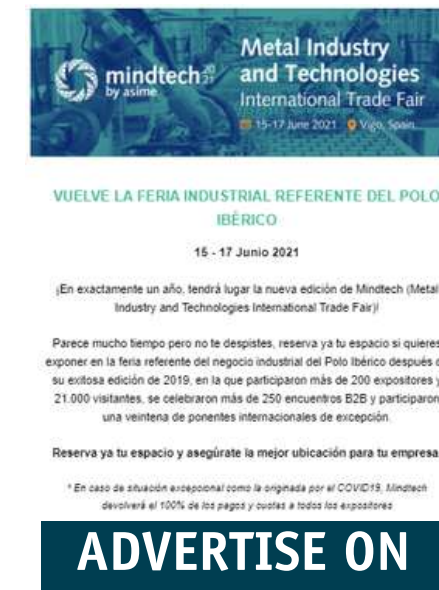 mindtech 20 21
by asime
Metal Industry
and Technologies
International Trade Fair
15-17 June 2021 Vigo, Spain
VUELVE LA FERIA INDUSTRIAL REFERENTE DEL POLO
IBÉRICO
15 - 17 Junio 2021
¡En exactamente un año, tendrá lugar la nueva edición de Mindtech (Metal
Industry and Technologies International Trade Fair)!
Parece mucho tiempo pero no te despistes, reserva ya tu espacio si quieres
exponer en la feria referente del negocio industrial del Polo Ibérico después d
su exitosa edición de 2019, en la que participaron más de 200 expositores y
21.000 visitantes, se celebraron más de 250 encuentros B2B y participaron
una veintena de ponentes internacionales de excepción.
Reserva ya tu espacio y asegúrate la mejor ubicación para tu empresa
* En caso de situación excepcional como la originada por el COVID19, Mindtech
devolverá el 100% de los pagos y cuotas a todos los expositores
ADVERTISE ON